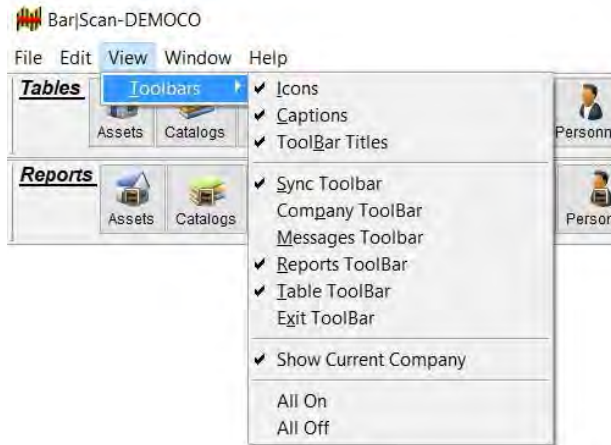 Bar|Scan-DEMOCO
File Edit View Window Help
Tables
Toolbars
Assets Catalogs
Personn
Reports
Assets Catalogs
Person
Icons
Captions
ToolBar Titles
Sync Toolbar
Company ToolBar
Messages Toolbar
Reports ToolBar
Table ToolBar
Exit ToolBar
Show Current Company
All On
All Off